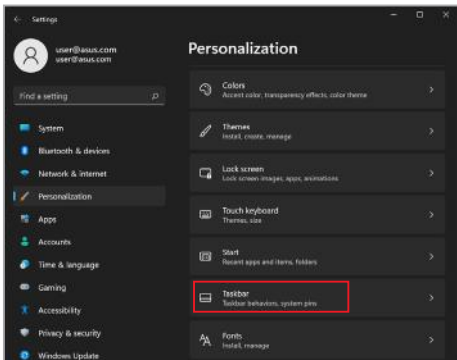 Settings
user@asus.com
user@asus.com
Find a setting
System
Bluetooth & devices
Network & internet
Personalization
Apps
Accounts
Time & language
Gaming
Accessibility
Privacy & security
Windows Update
Personalization
Colors
Accent color, transparency effects, color theme
Themes
Install, create, manage
Lock screen
Lock screen images, apps, animations
Touch keyboard
Themes, size
Start
Recent apps and items, folders
Taskbar
Taskbar behaviors, system pins
Fonts
Install, manage